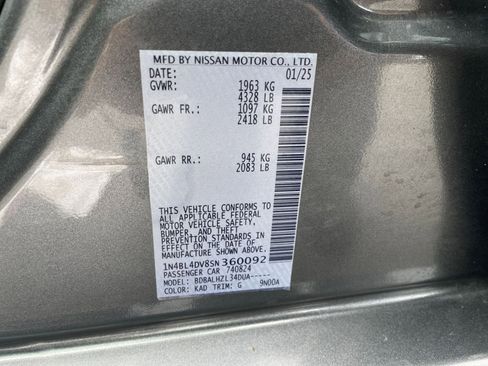 MFD BY NISSAN MOTOR CO., LTD.
DATE: 01/25
GVWR: 1963 KG
4328 LB
GAWR FR.: 1097 KG
2418 LB
GAWR RR.: 945 KG
2083 LB
THIS VEHICLE CONFORMS TO
ALL APPLICABLE FEDERAL
MOTOR VEHICLE SAFETY,
BUMPER, AND THEFT
PREVENTION STANDARDS
IN EFFECT ON THE DATE OF
MANUFACTURE SHOWN ABOVE.
1N4BL4DV8SN360092
PASSENGER CAR 740824
MODEL: BDBALHZL34DUA-----
COLOR: KAD TRIM: G 9N00A